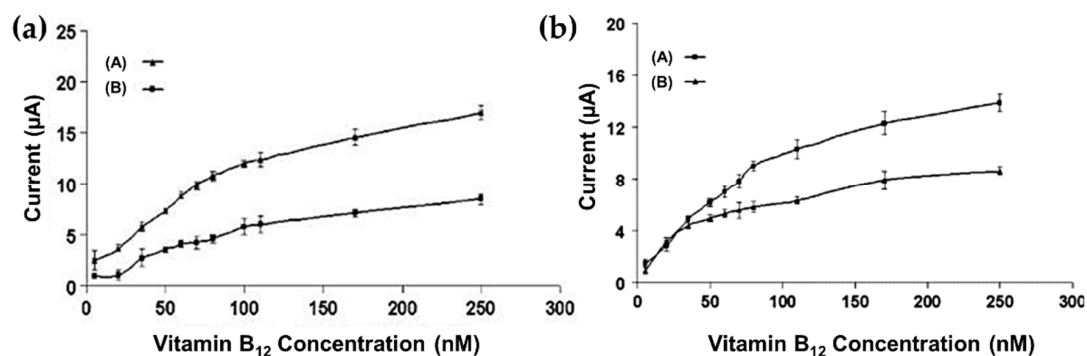 (a)
25
20
15
10
5
0
Current (µA)
(A)
(B)
0 50 100 150 200 250 300
Vitamin B₁₂ Concentration (nM)
(b)
20
16
12
8
4
0
Current (µA)
(A)
(B)
0 50 100 150 200 250 300
Vitamin B₁₂ Concentration (nM)